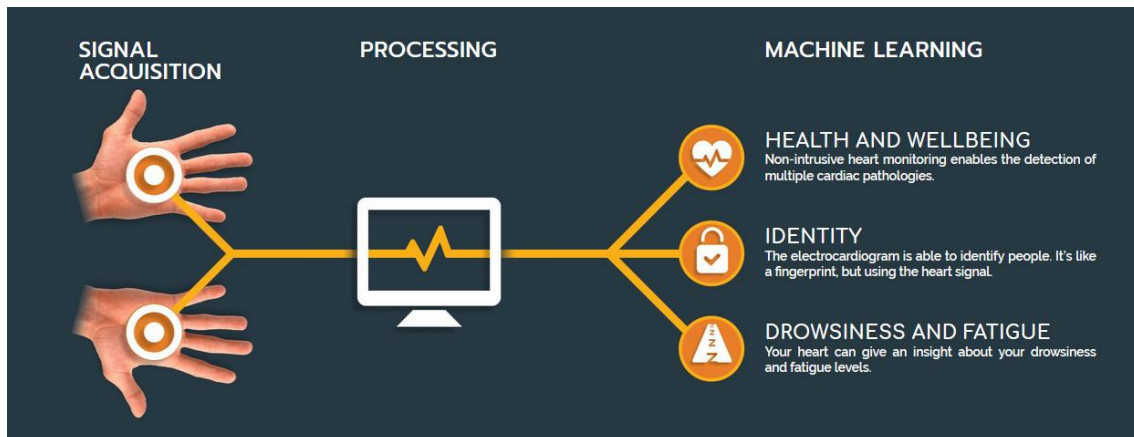 SIGNAL
ACQUISITION
PROCESSING
MACHINE LEARNING
HEALTH AND WELLBEING
Non-intrusive heart monitoring enables the detection of
multiple cardiac pathologies.
IDENTITY
The electrocardiogram is able to identify people. It's like
a fingerprint, but using the heart signal.
Z
Z
Z
DROWSINESS AND FATIGUE
Your heart can give an insight about your drowsiness
and fatigue levels.